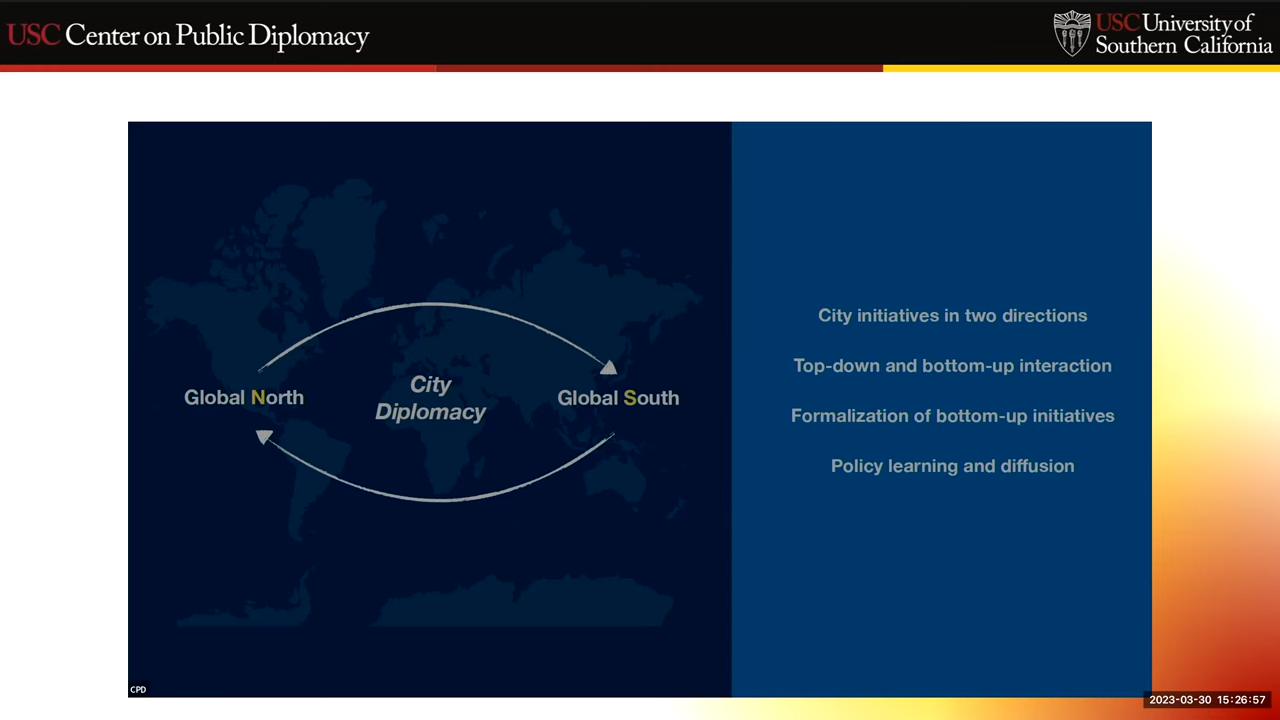 USC Center on Public Diplomacy
USC University of
Southern California
Global North
City
Diplomacy
Global South
City initiatives in two directions
Top-down and bottom-up interaction
Formalization of bottom-up initiatives
Policy learning and diffusion
CPD
2023-03-30 15:26:57